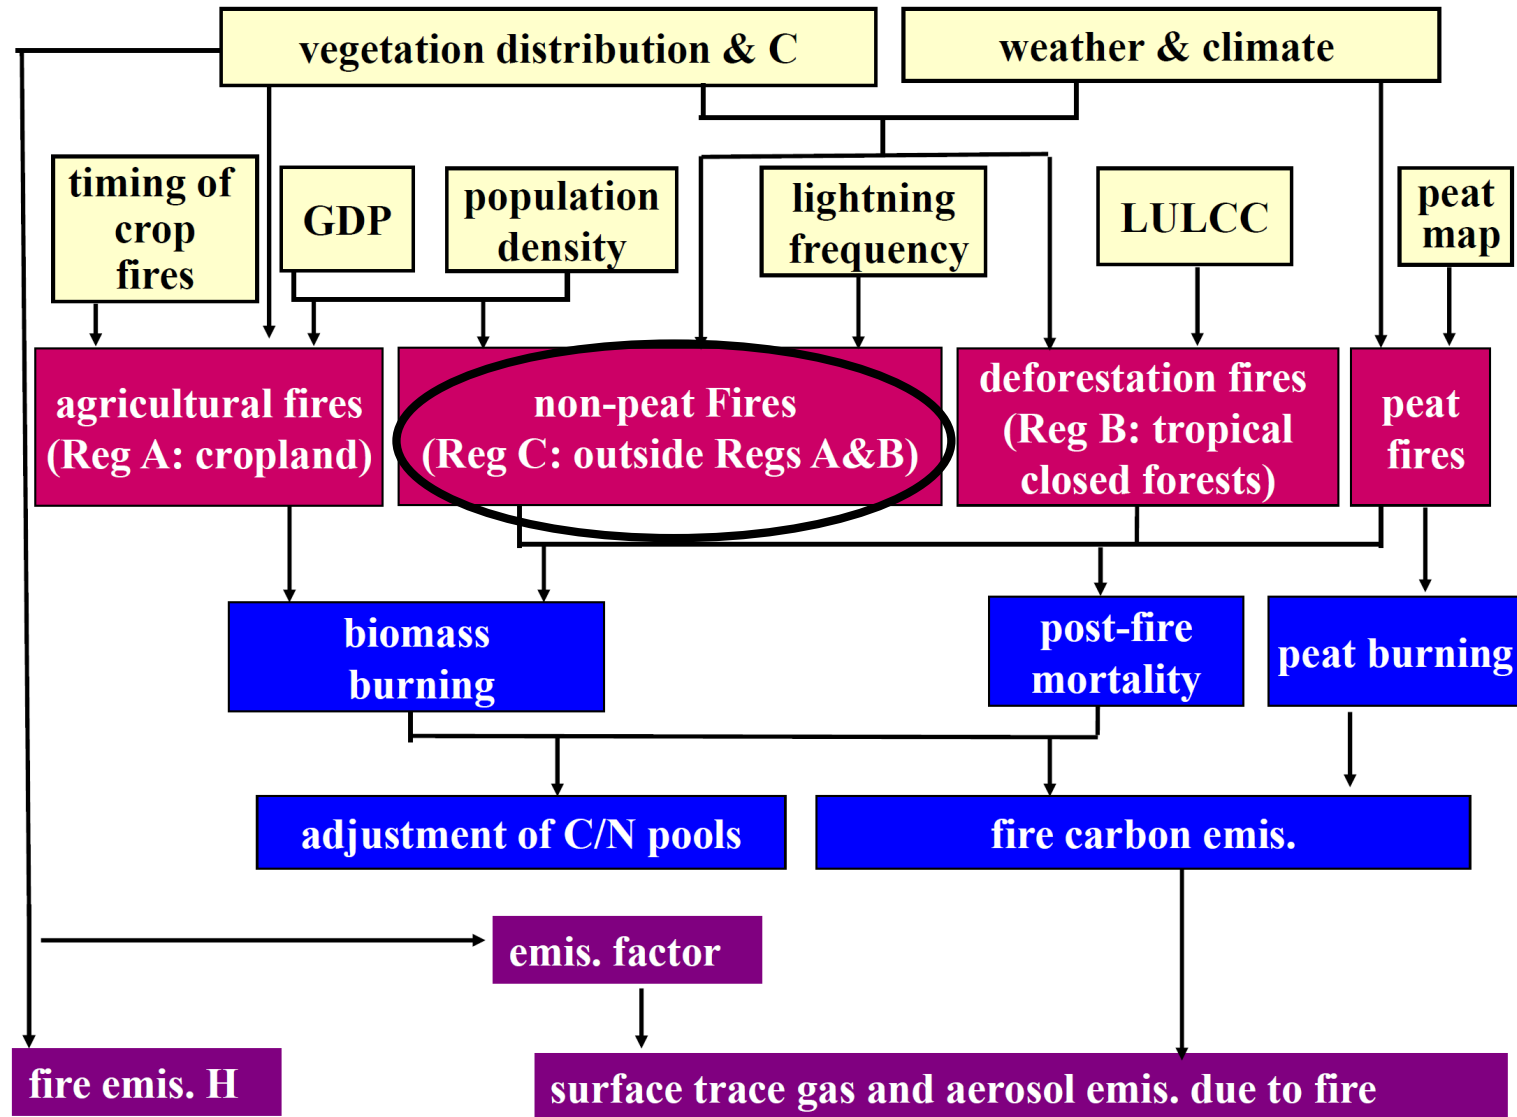 vegetation distribution & C
weather & climate
timing of
crop
fires
GDP
population
density
lightning
frequency
LULCC
peat
map
agricultural fires
(Reg A: cropland)
non-peat Fires
(Reg C: outside Regs A&B)
deforestation fires
(Reg B: tropical
closed forests)
peat
fires
biomass
burning
post-fire
mortality
peat burning
adjustment of C/N pools
fire carbon emis.
emis. factor
fire emis. H
surface trace gas and aerosol emis. due to fire